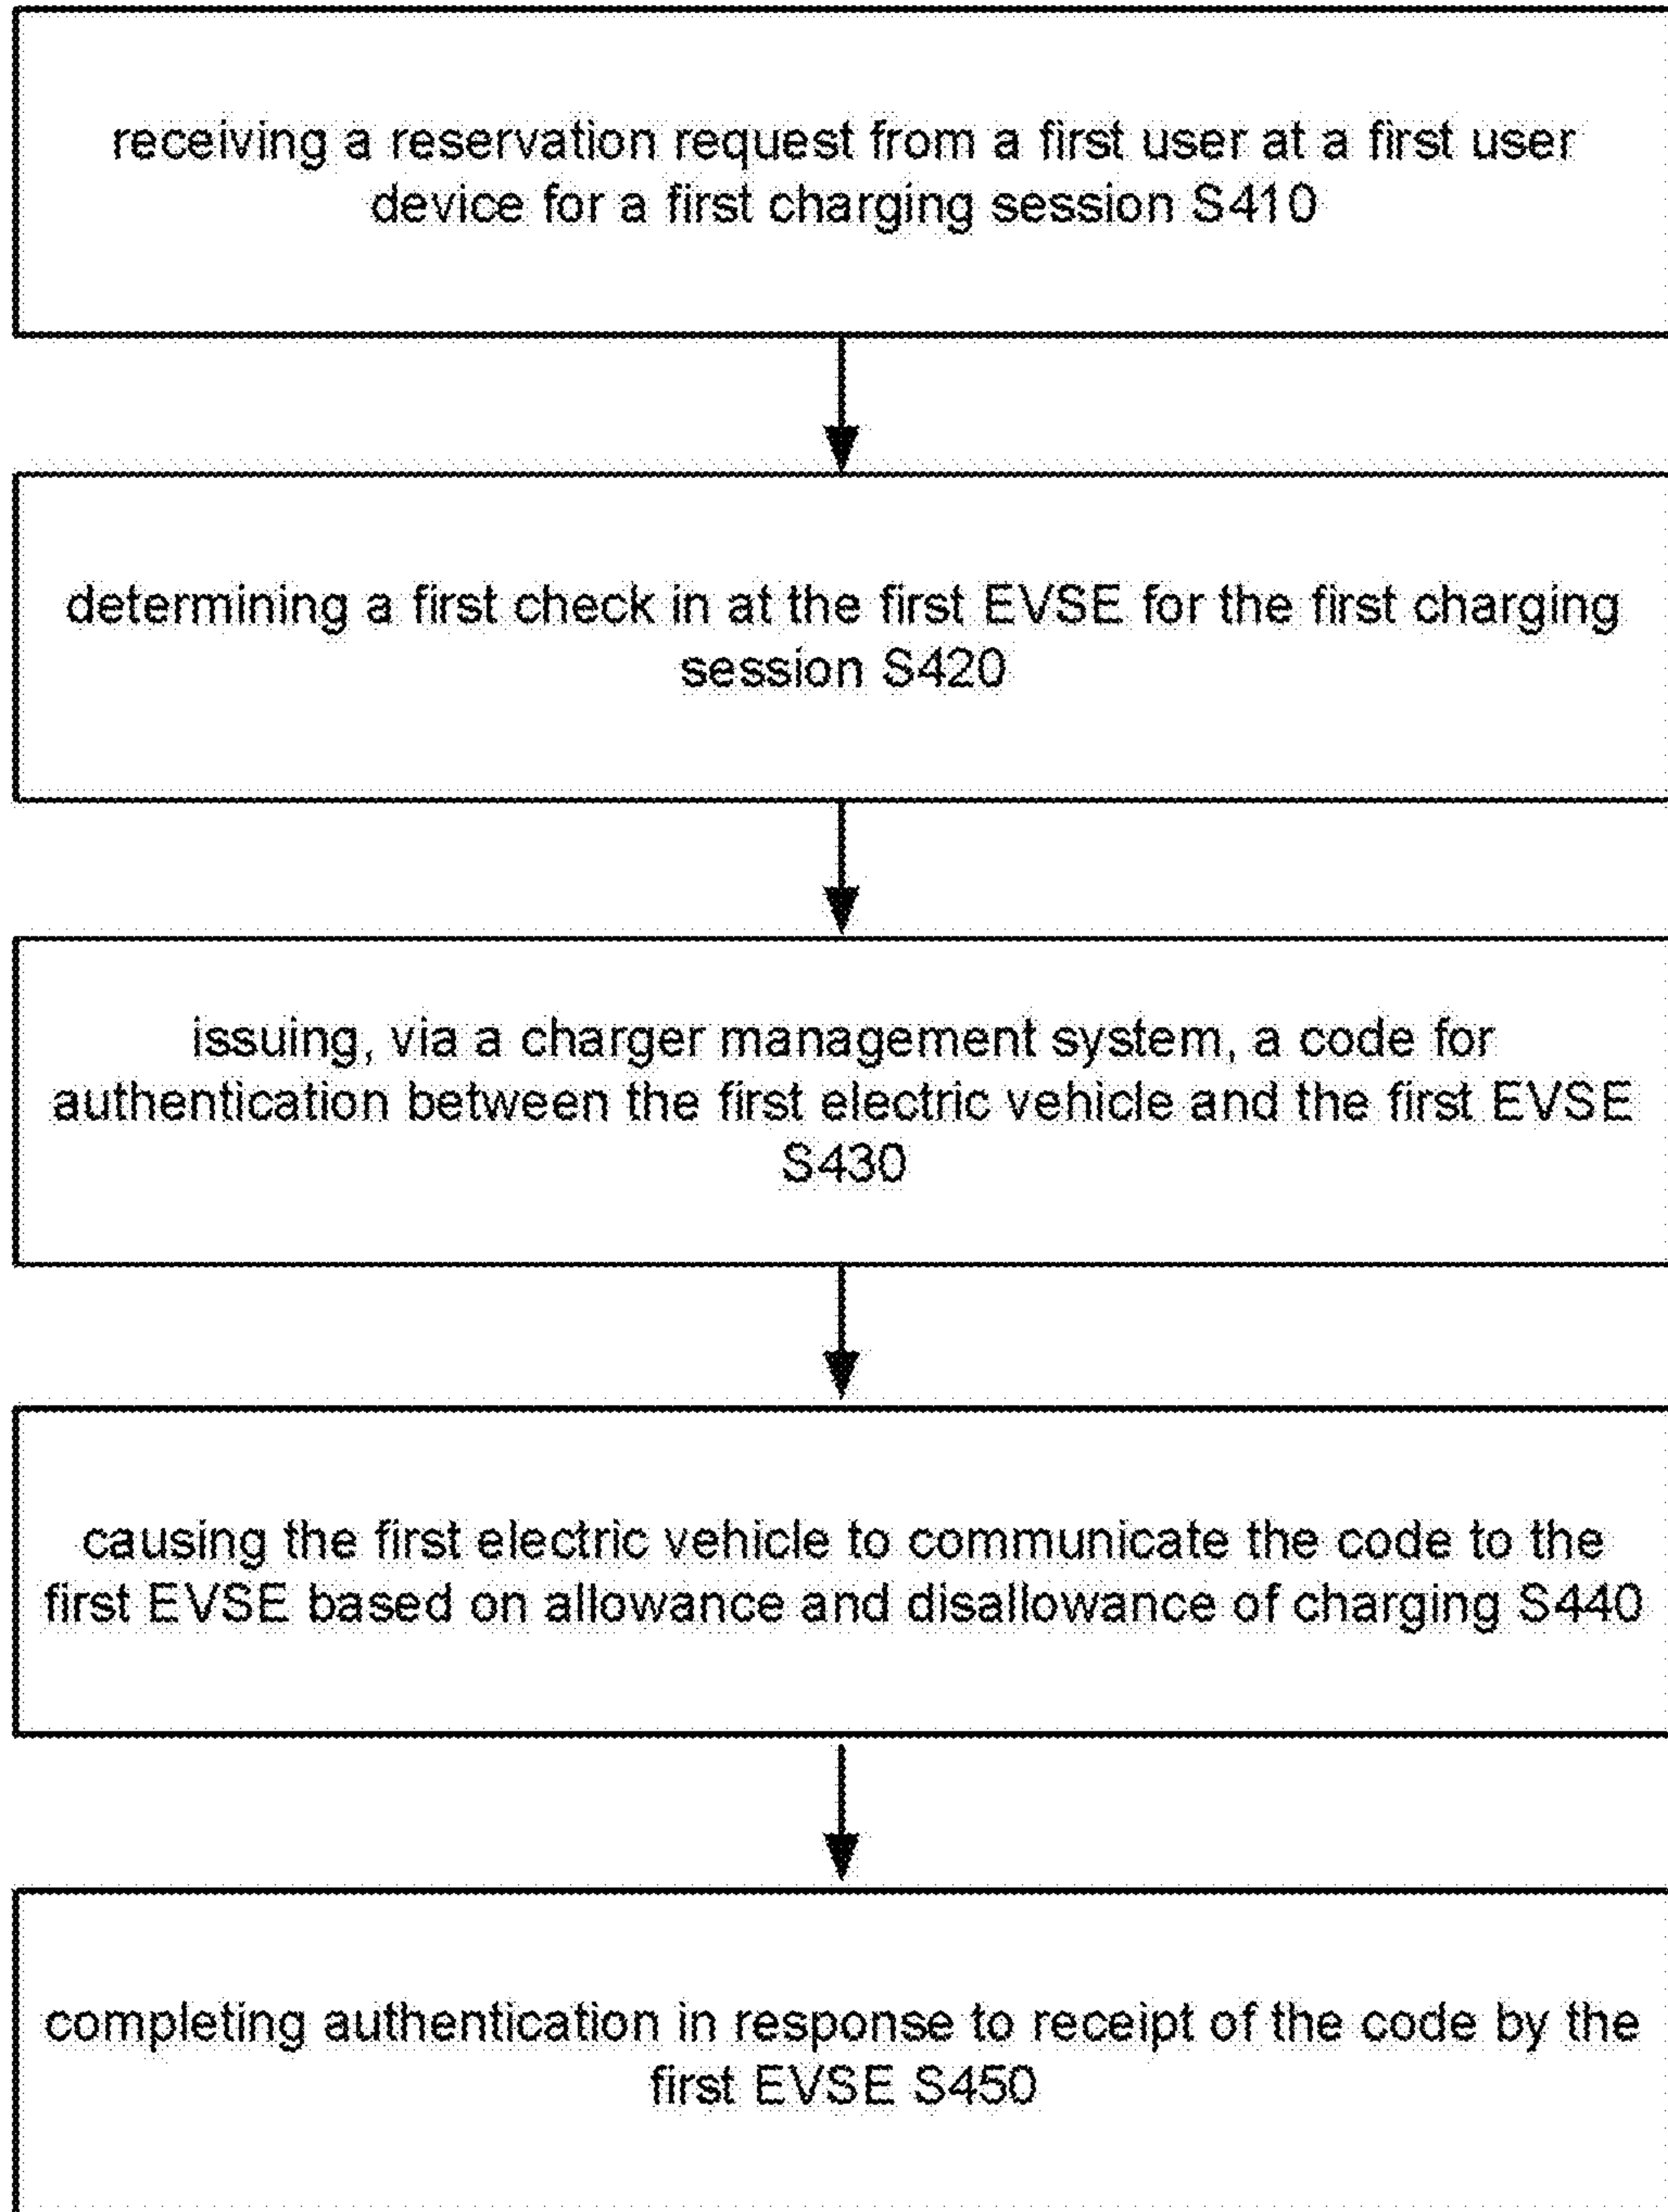 receiving a reservation request from a first user at a first user
device for a first charging session S410
determining a first check in at the first EVSE for the first charging
session S420
issuing, via a charger management system, a code for
authentication between the first electric vehicle and the first EVSE
S430
causing the first electric vehicle to communicate the code to the
first EVSE based on allowance and disallowance of charging S440
completing authentication in response to receipt of the code by the
first EVSE S450